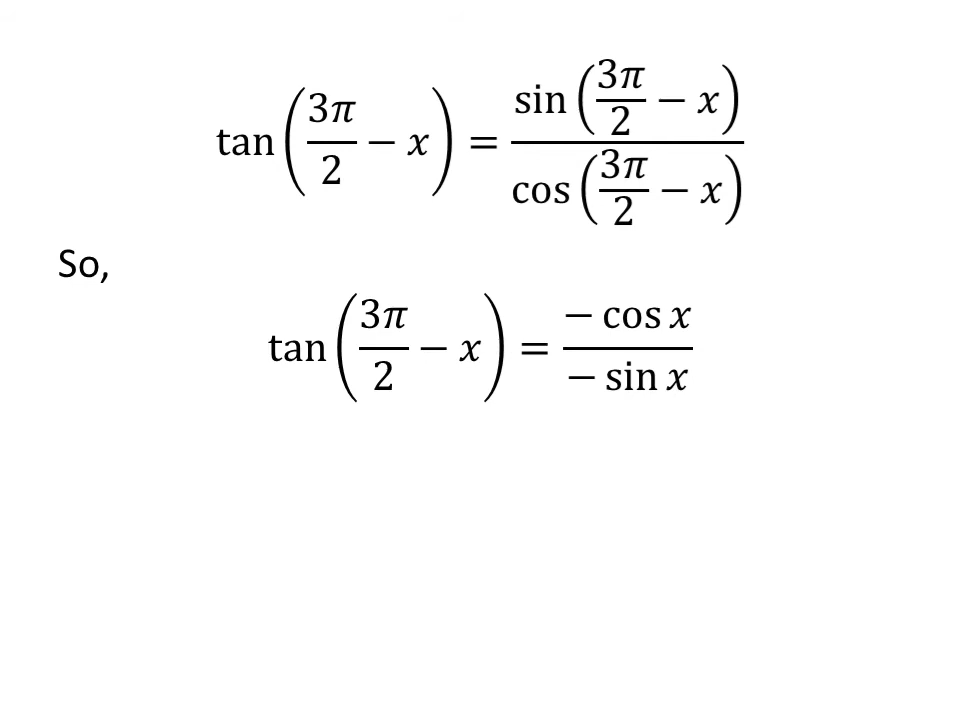 tan(3π/2 − x) = sin(3π/2 − x)/cos(3π/2 − x)
So,
tan(3π/2 − x) = − cos x/− sin x